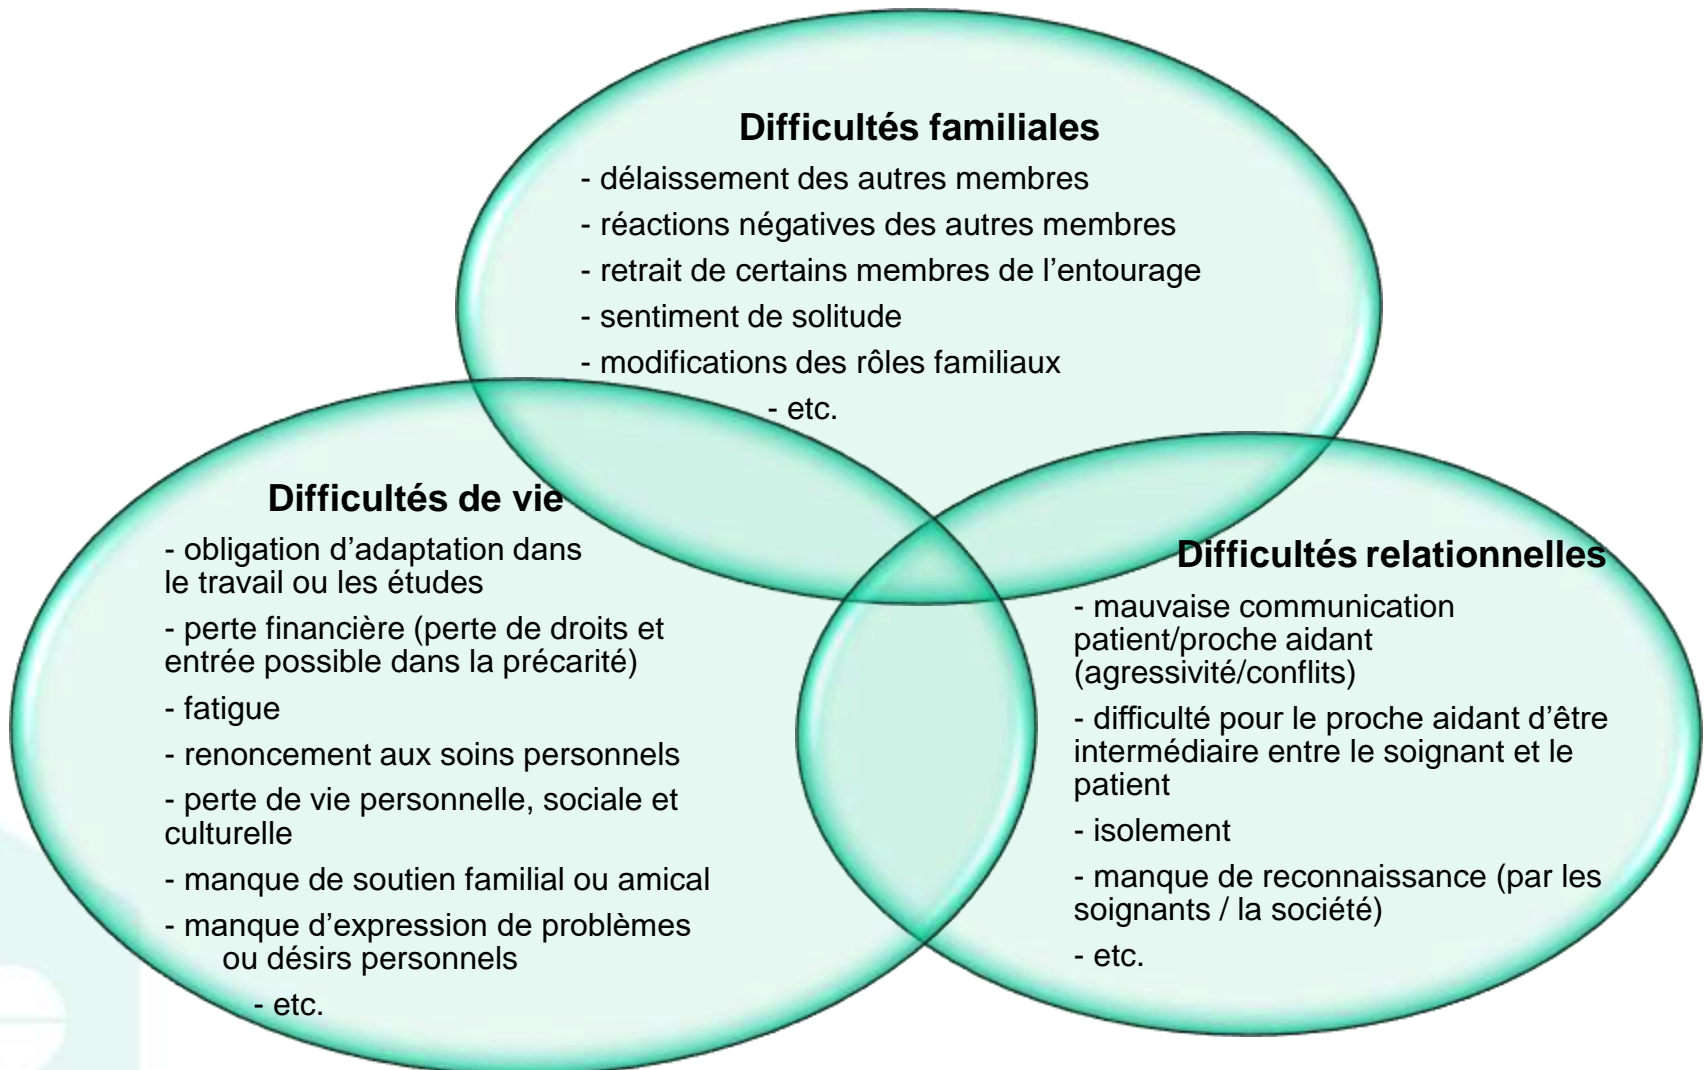 Difficultés familiales
- délaissement des autres membres
- réactions négatives des autres membres
- retrait de certains membres de l’entourage
- sentiment de solitude
- modifications des rôles familiaux
- etc.
Difficultés de vie
- obligation d’adaptation dans
le travail ou les études
- perte financière (perte de droits et
entrée possible dans la précarité)
- fatigue
- renoncement aux soins personnels
- perte de vie personnelle, sociale et
culturelle
- manque de soutien familial ou amical
- manque d’expression de problèmes
ou désirs personnels
- etc.
Difficultés relationnelles
- mauvaise communication
patient/proche aidant
(agressivité/conflits)
- difficulté pour le proche aidant d’être
intermédiaire entre le soignant et le
patient
- isolement
- manque de reconnaissance (par les
soignants / la société)
- etc.